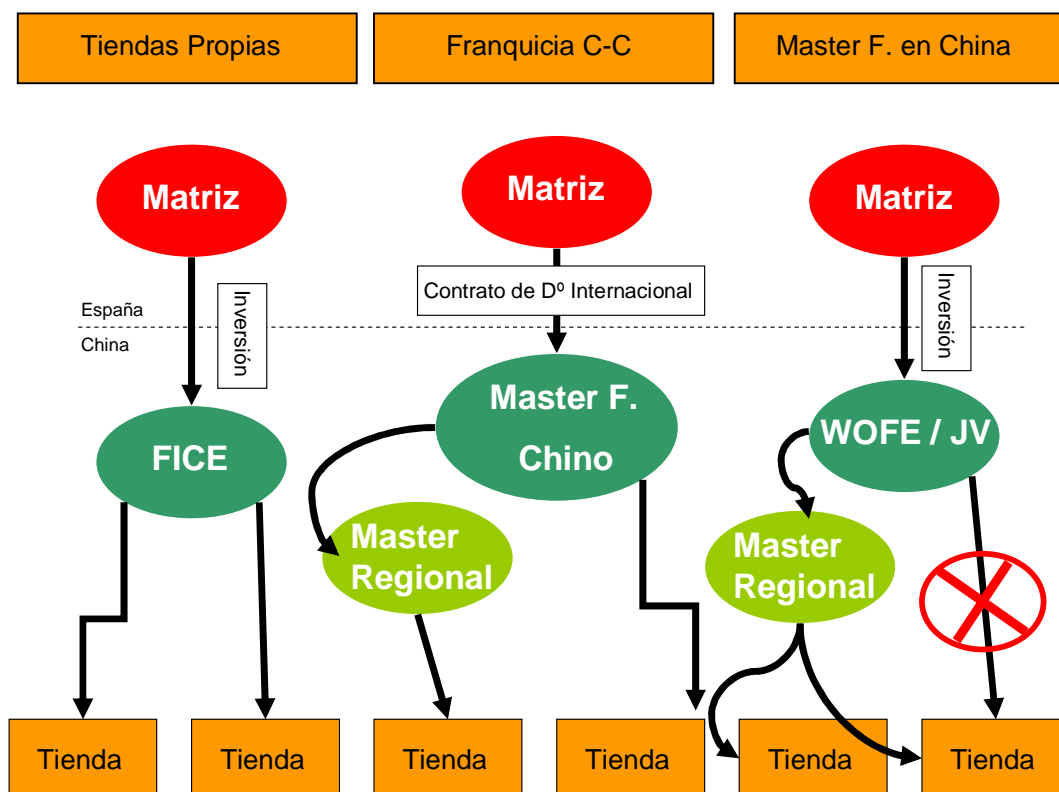 Tiendas Propias
Franquicia C-C
Master F. en China
Matriz
Matriz
Matriz
Inversión
Contrato de Dº Internacional
Inversión
España
China
FICE
Master F.
Chino
WOFE / JV
Master
Regional
Master
Regional
Tienda
Tienda
Tienda
Tienda
Tienda
Tienda